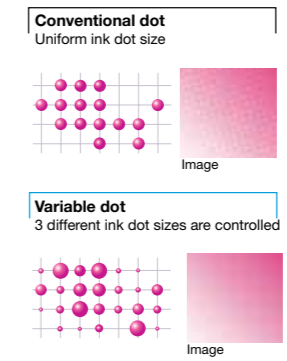 Conventional dot
Uniform ink dot size
Image
Variable dot
3 different ink dot sizes are controlled
Image